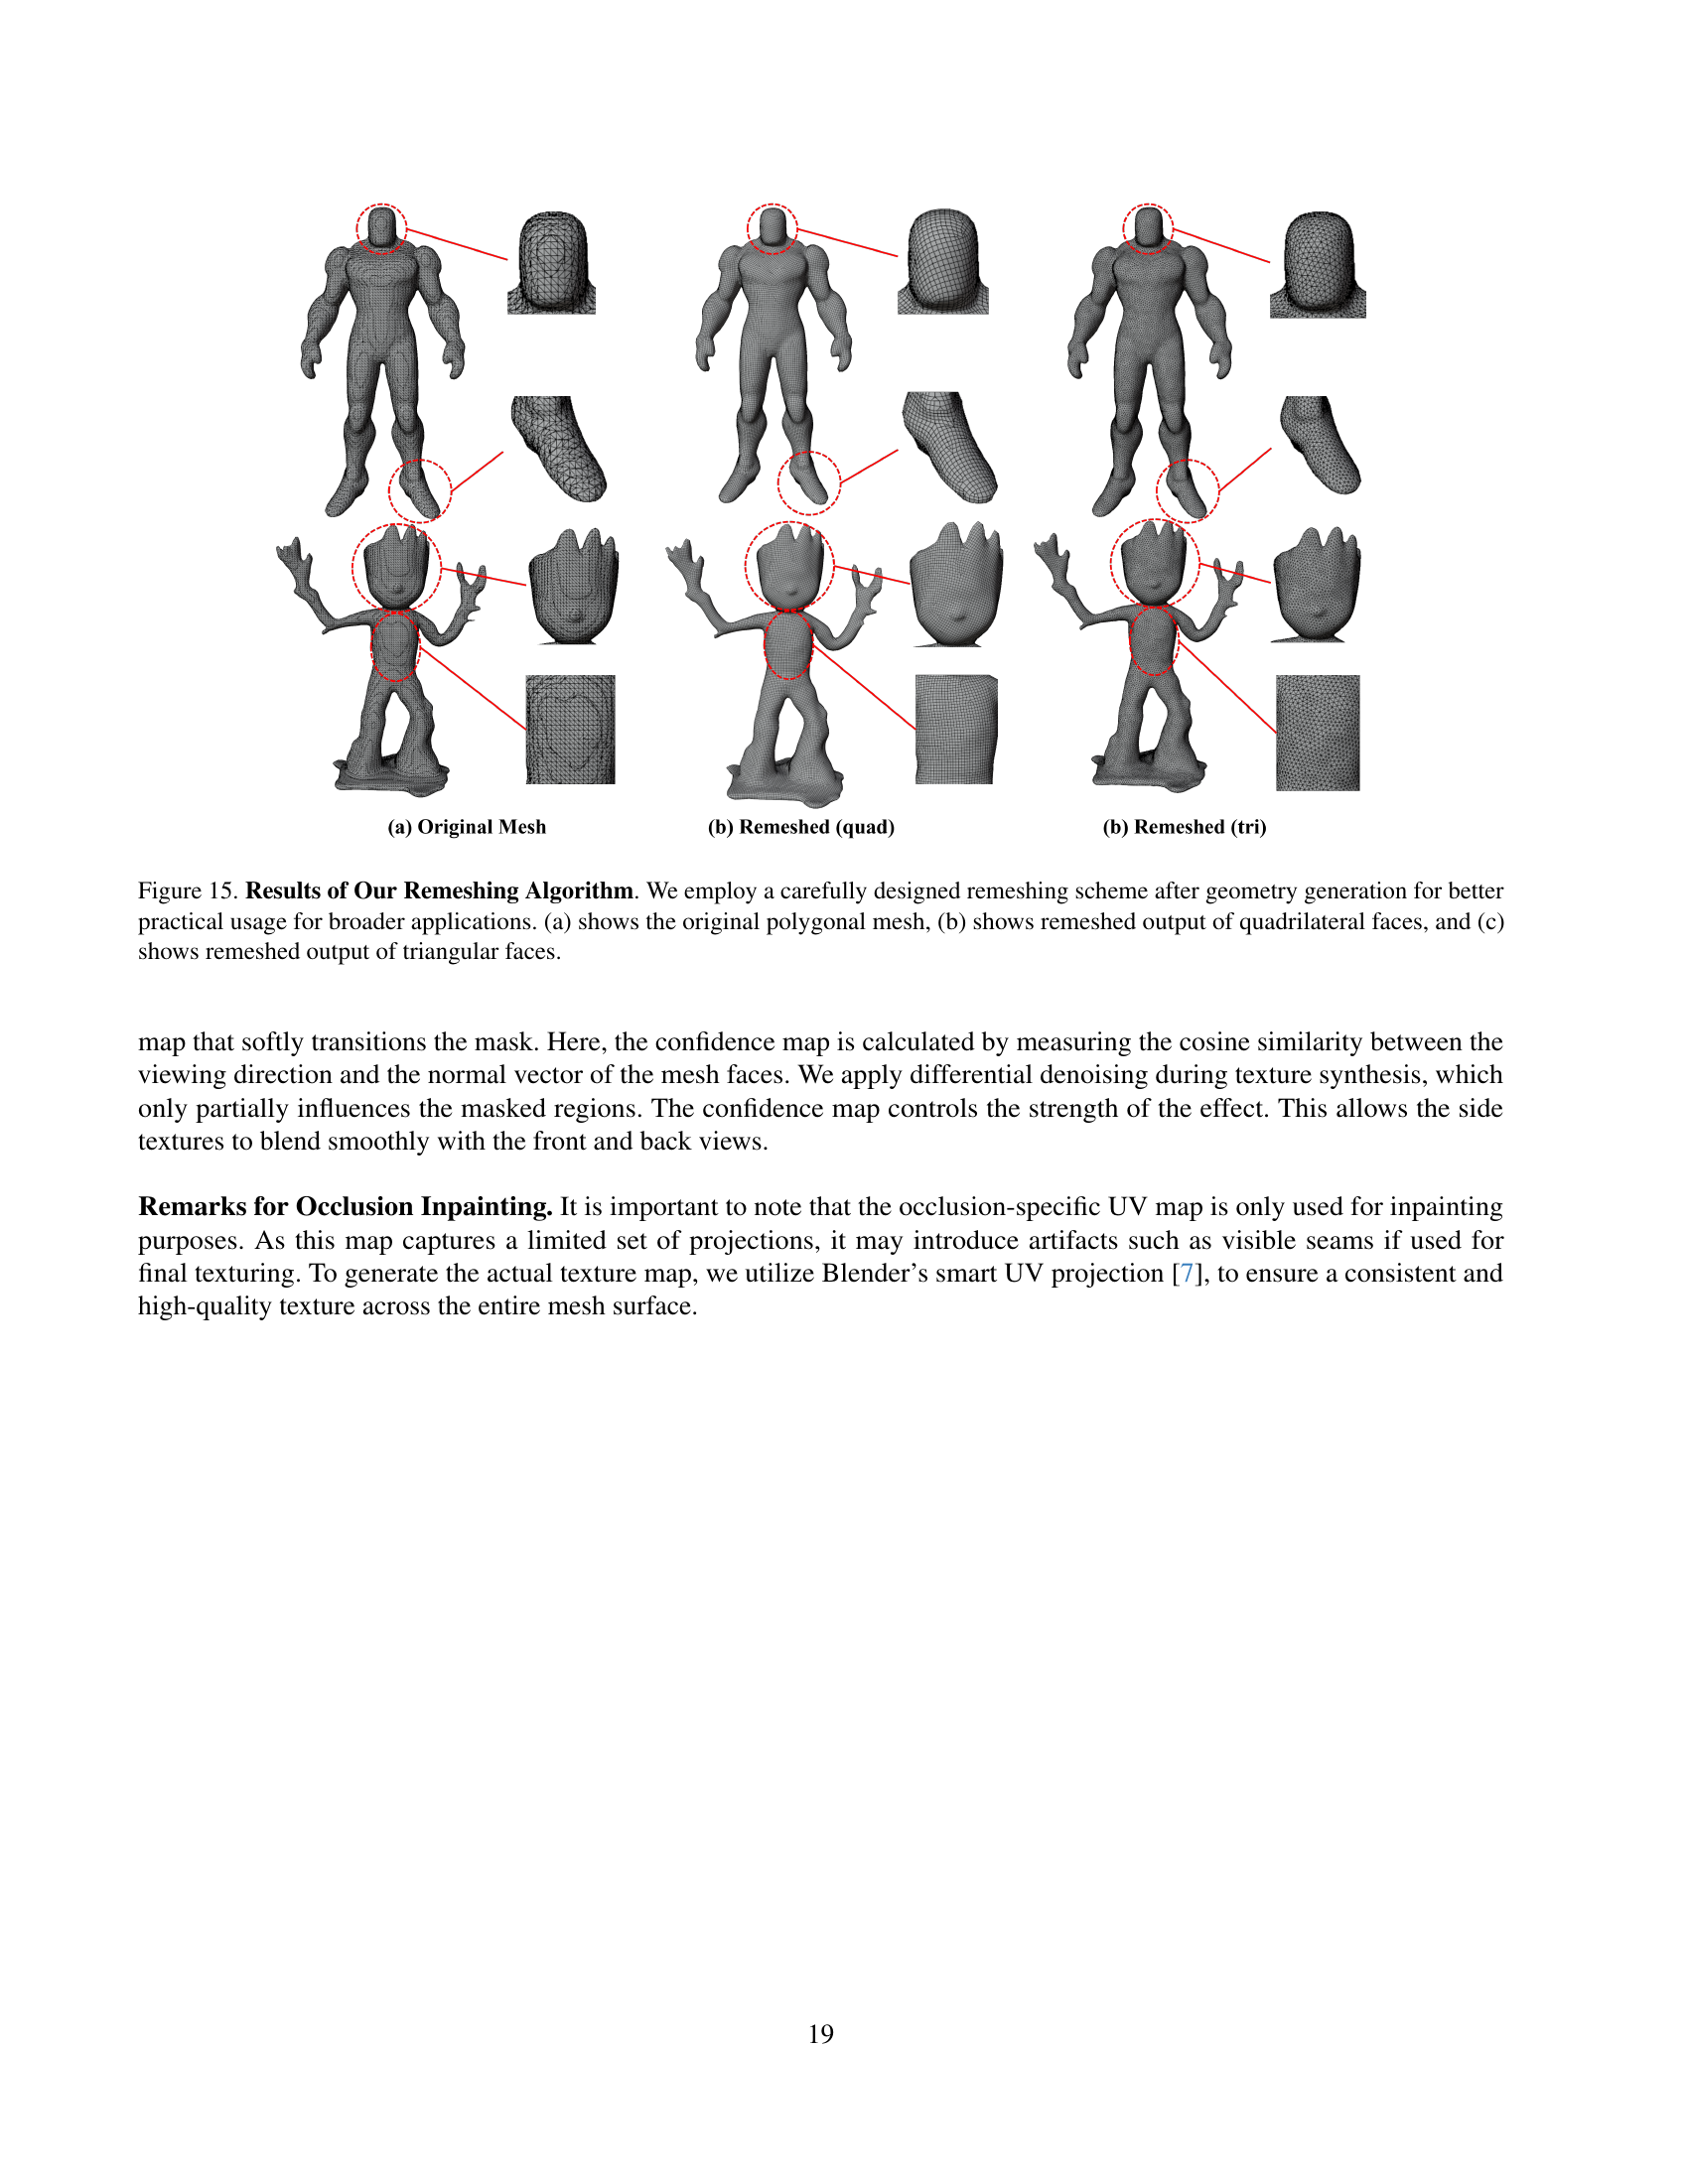 (a) Original Mesh
(b) Remeshed (quad)
(b) Remeshed (tri)
Figure 15. Results of Our Remeshing Algorithm. We employ a carefully designed remeshing scheme after geometry generation for better
practical usage for broader applications. (a) shows the original polygonal mesh, (b) shows remeshed output of quadrilateral faces, and (c)
shows remeshed output of triangular faces.
map that softly transitions the mask. Here, the confidence map is calculated by measuring the cosine similarity between the
viewing direction and the normal vector of the mesh faces. We apply differential denoising during texture synthesis, which
only partially influences the masked regions. The confidence map controls the strength of the effect. This allows the side
textures to blend smoothly with the front and back views.
Remarks for Occlusion Inpainting. It is important to note that the occlusion-specific UV map is only used for inpainting
purposes. As this map captures a limited set of projections, it may introduce artifacts such as visible seams if used for
final texturing. To generate the actual texture map, we utilize Blender’s smart UV projection [7], to ensure a consistent and
high-quality texture across the entire mesh surface.
19